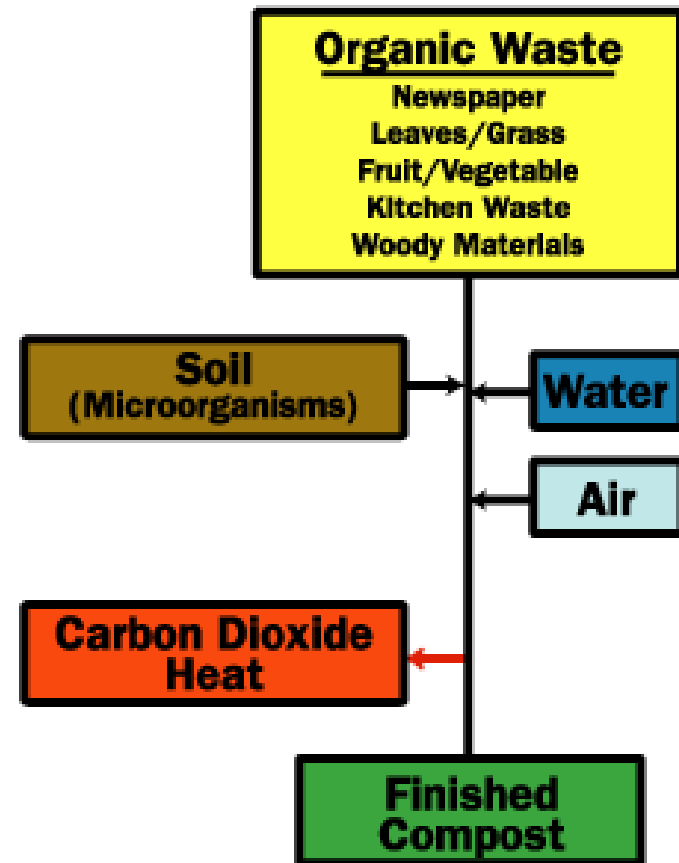 Organic Waste
Newspaper
Leaves/Grass
Fruit/Vegetable
Kitchen Waste
Woody Materials
Soil
(Microorganisms)
Water
Air
Carbon Dioxide
Heat
Finished
Compost